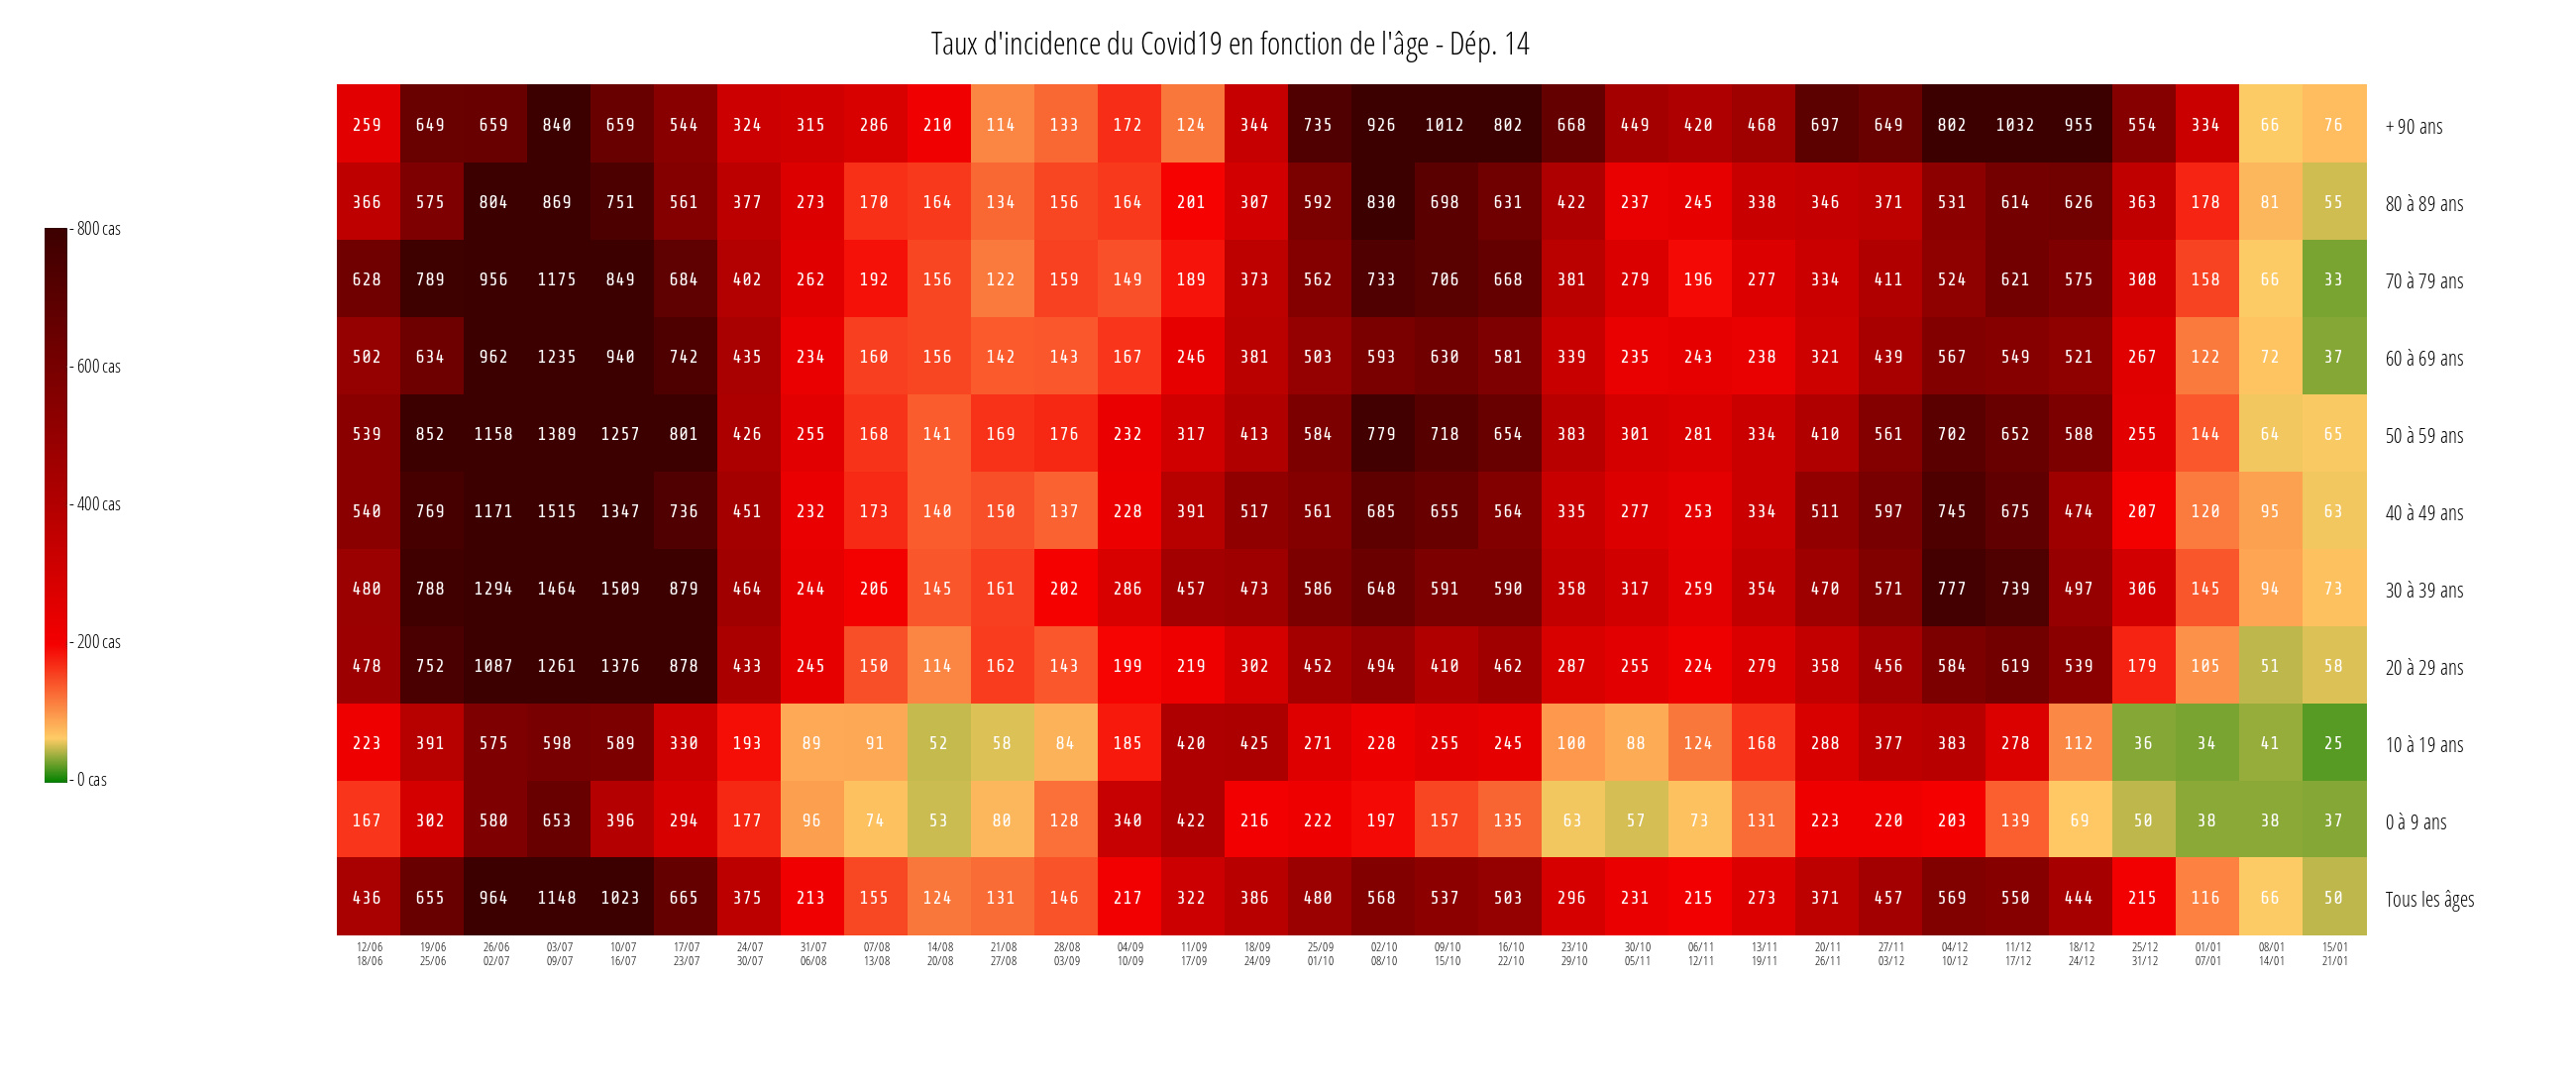 Taux d'incidence du Covid19 en fonction de l'âge - Dép. 14
- 800 cas
- 600 cas
- 400 cas
- 200 cas
- 0 cas
259 649 659 840 659 544 324 315 286 210 114 133 172 124 344 735 926 1012 802 668 449 420 468 697 649 802 1032 955 554 334 66 76 + 90 ans
366 575 804 869 751 561 377 273 170 164 134 156 164 201 307 592 830 698 631 422 237 245 338 346 371 531 614 626 363 178 81 55 80 à 89 ans
628 789 956 1175 849 684 402 262 192 156 122 159 149 189 373 562 733 706 668 381 279 196 277 334 411 524 621 575 308 158 66 33 70 à 79 ans
502 634 962 1235 940 742 435 234 160 156 142 143 167 246 381 503 593 630 581 339 235 243 238 321 439 567 549 521 267 122 72 37 60 à 69 ans
539 852 1158 1389 1257 801 426 255 168 141 169 176 232 317 413 584 779 718 654 383 301 281 334 410 561 702 652 588 255 144 64 65 50 à 59 ans
540 769 1171 1515 1347 736 451 232 173 140 150 137 228 391 517 561 685 655 564 335 277 253 334 511 597 745 675 474 207 120 95 63 40 à 49 ans
480 788 1294 1464 1509 879 464 244 206 145 161 202 286 457 473 586 648 591 590 358 317 259 354 470 571 777 739 497 306 145 94 73 30 à 39 ans
478 752 1087 1261 1376 878 433 245 150 114 162 143 199 219 302 452 494 410 462 287 255 224 279 358 456 584 619 539 179 105 51 58 20 à 29 ans
223 391 575 598 589 330 193 89 91 52 58 84 185 420 425 271 228 255 245 100 88 124 168 288 377 383 278 112 36 34 41 25 10 à 19 ans
167 302 580 653 396 294 177 96 74 53 80 128 340 422 216 222 197 157 135 63 57 73 131 223 220 203 139 69 50 38 38 37 0 à 9 ans
436 655 964 1148 1023 665 375 213 155 124 131 146 217 322 386 480 568 537 503 296 231 215 273 371 457 569 550 444 215 116 66 50 Tous les âges
12/06 19/06 26/06 03/07 10/07 17/07 24/07 31/07 07/08 14/08 21/08 28/08 04/09 11/09 18/09 25/09 02/10 09/10 16/10 23/10 30/10 06/11 13/11 20/11 27/11 04/12 11/12 18/12 25/12 01/01 08/01 15/01
18/06 25/06 02/07 09/07 16/07 23/07 30/07 06/08 13/08 20/08 27/08 03/09 10/09 17/09 24/09 01/10 08/10 15/10 22/10 29/10 05/11 12/11 19/11 26/11 03/12 10/12 17/12 24/12 31/12 07/01 14/01 21/01